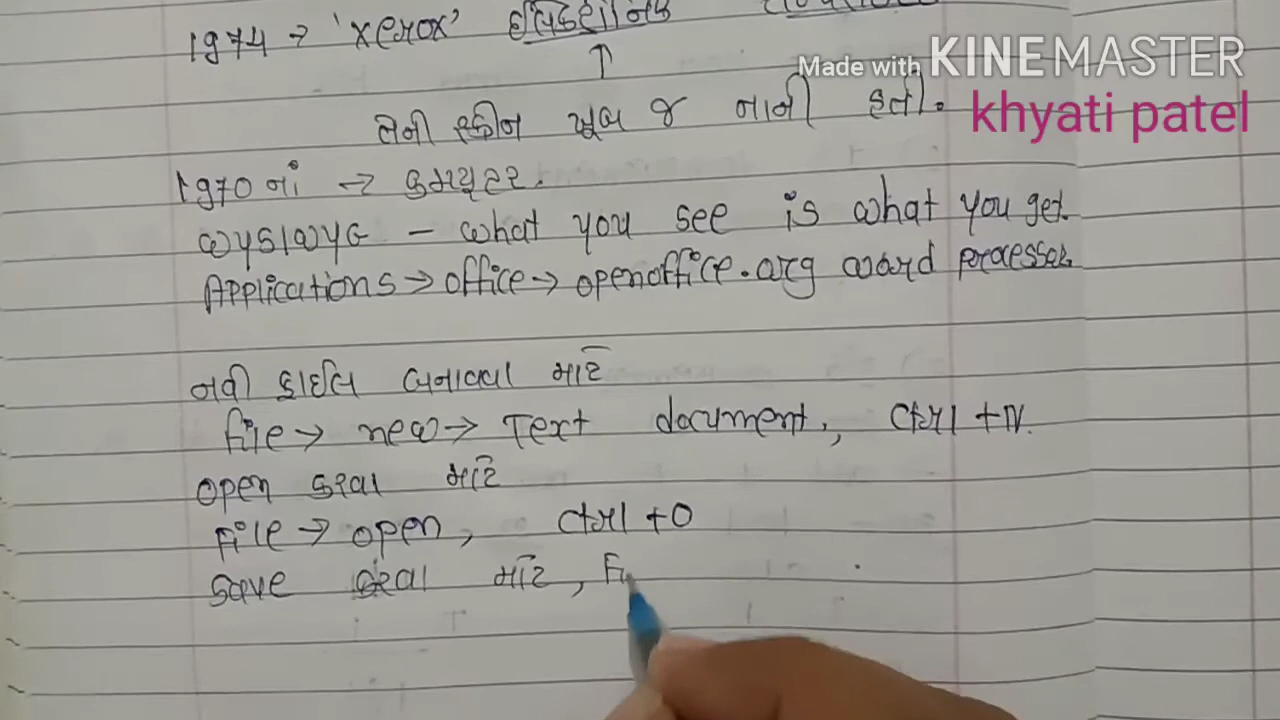 1974 → 'xerox'
Made with KINEMASTER
khyati patel
તેની સ્ક્રીન ખૂબ જ નાની હતી.
1970 નાં → કમ્પ્યુટર.
WYSIWYG - what you see is what you get.
Applications → office → openoffice.org word processor
નવી ફાઈલ બનાવવા માટે
File → new → Text document, Ctrl + N.
open કરવા માટે
File → open, Ctrl + O
Save કરવા માટે, Fi